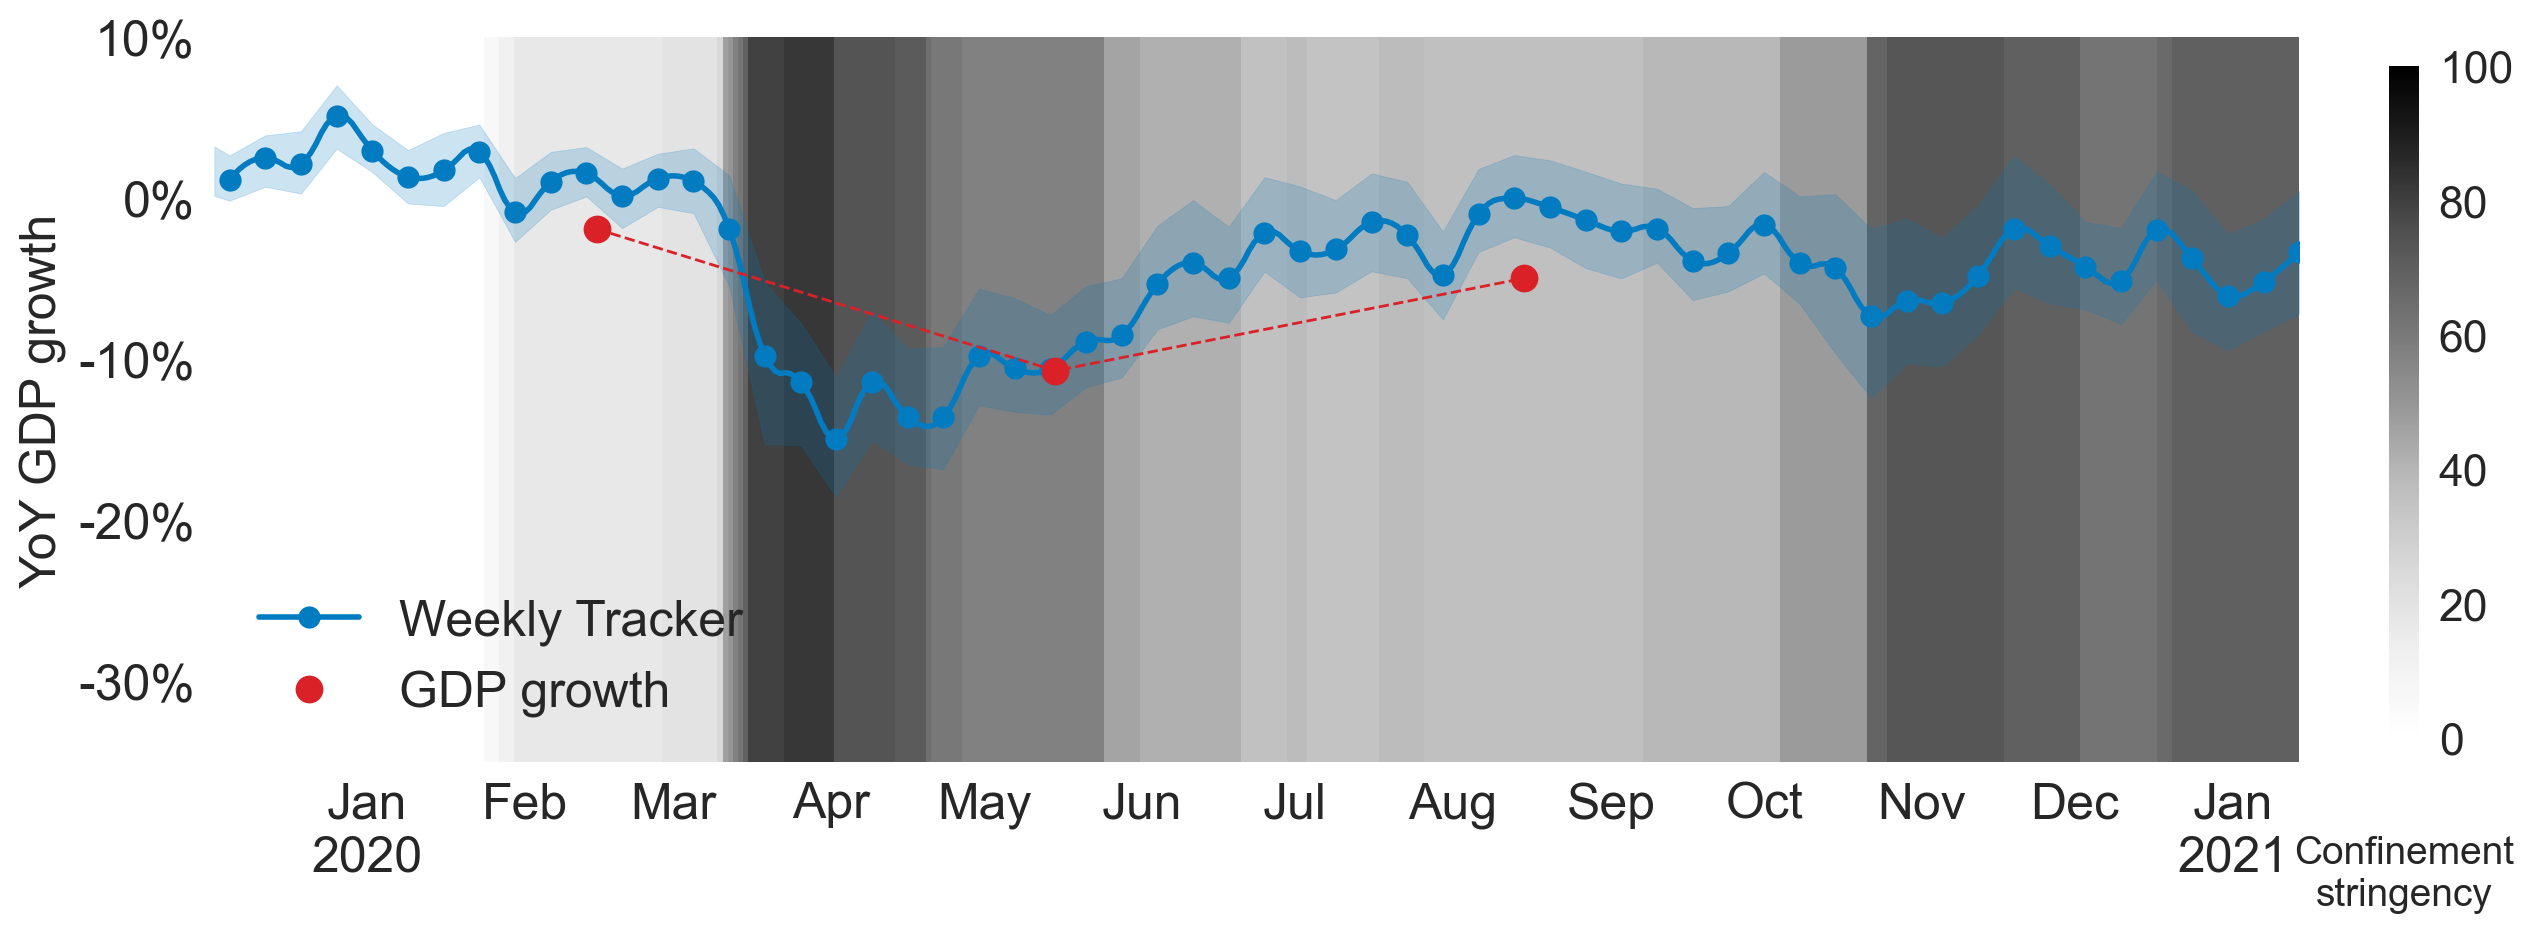 10%
0%
-10%
-20%
-30%
YoY GDP growth
Weekly Tracker
GDP growth
Jan
2020
Feb
Mar
Apr
May
Jun
Jul
Aug
Sep
Oct
Nov
Dec
Jan
2021
100
80
60
40
20
0
Confinement
stringency